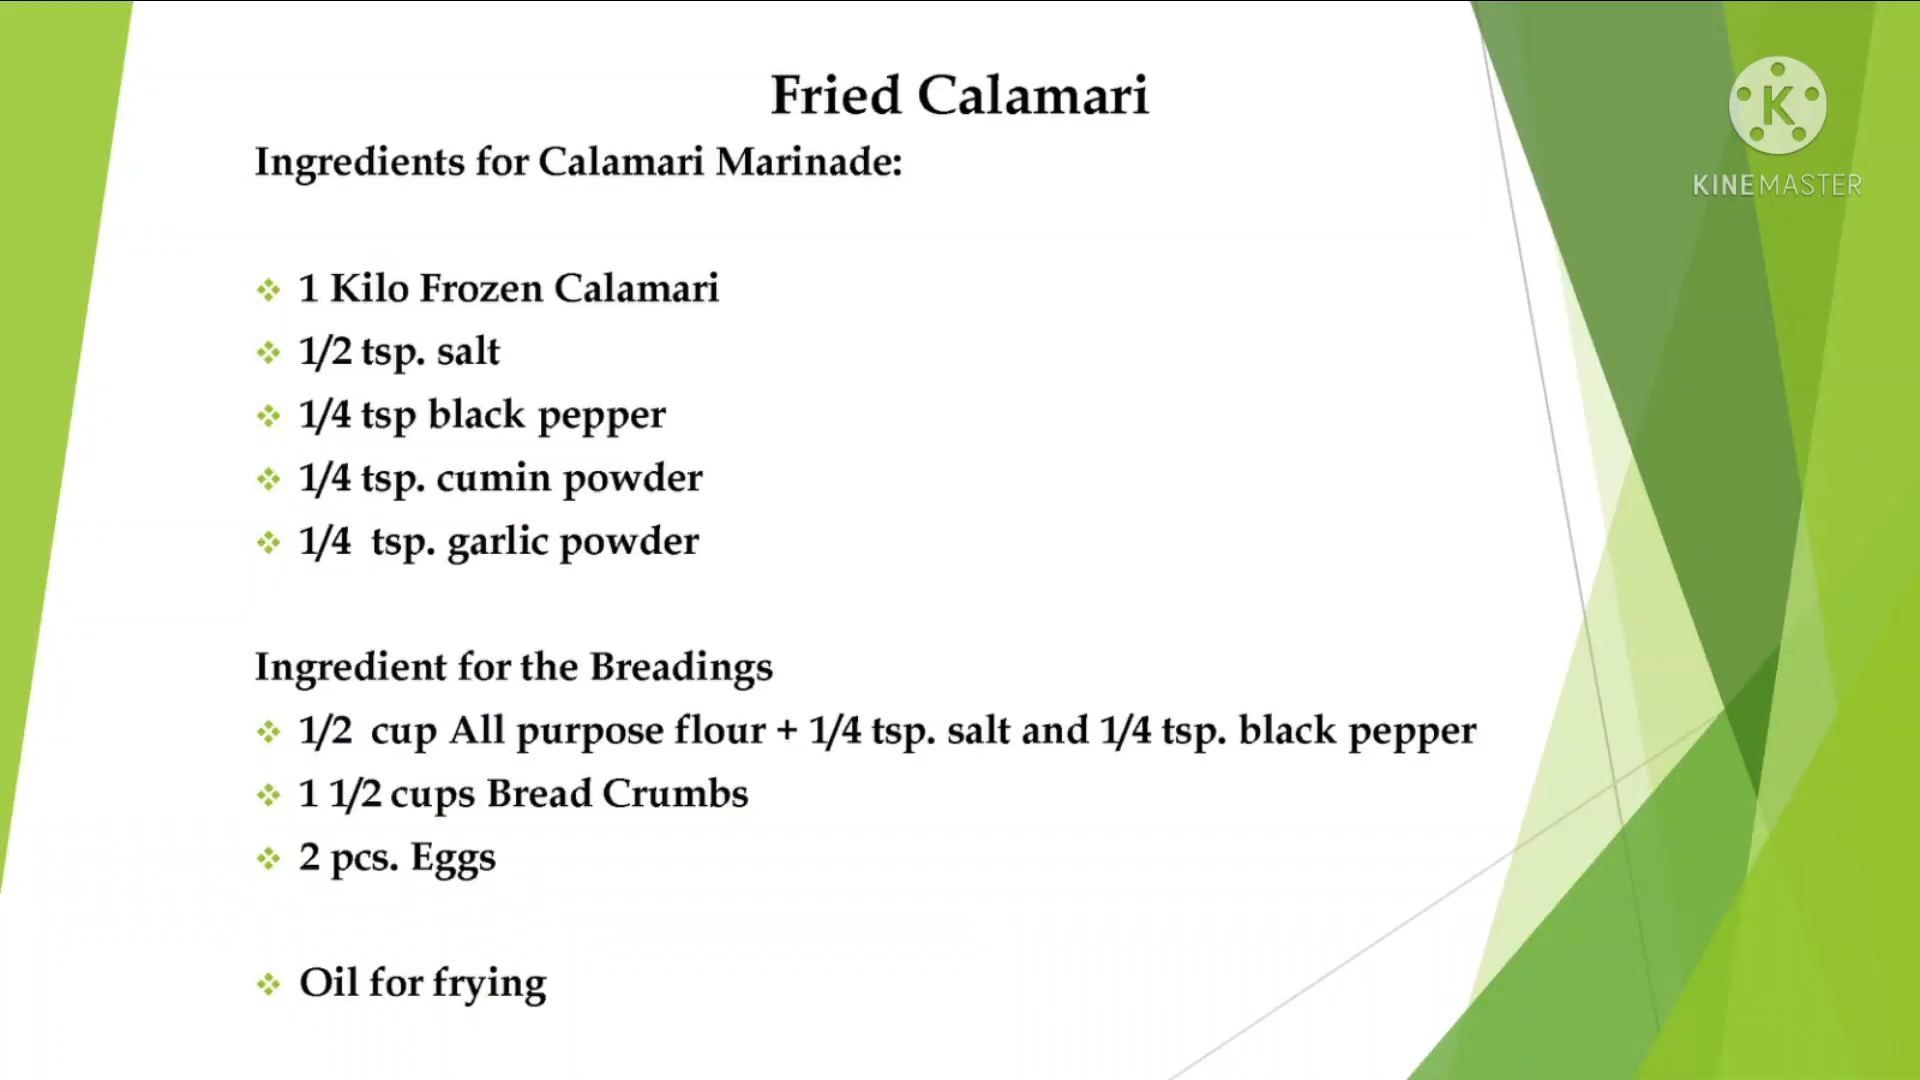 Fried Calamari
Ingredients for Calamari Marinade:
1 Kilo Frozen Calamari
1/2 tsp. salt
1/4 tsp black pepper
1/4 tsp. cumin powder
1/4 tsp. garlic powder
Ingredient for the Breadings
1/2 cup All purpose flour + 1/4 tsp. salt and 1/4 tsp. black pepper
1 1/2 cups Bread Crumbs
2 pcs. Eggs
Oil for frying
K
KINEMASTER